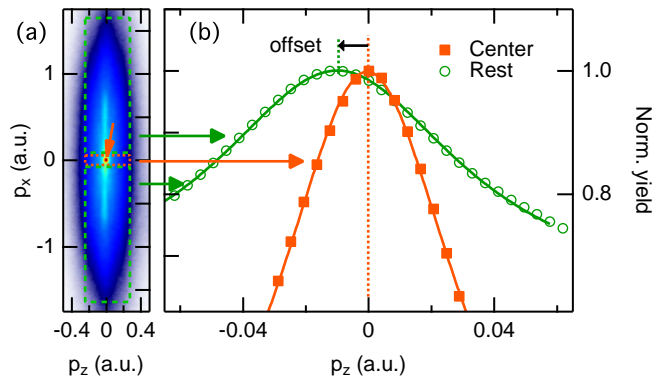 (a)
(b)
offset
Center
Rest
1
0
-1
p_x (a.u.)
1.0
0.8
Norm. yield
-0.4 0 0.4
-0.04 0 0.04
p_z (a.u.)
p_z (a.u.)